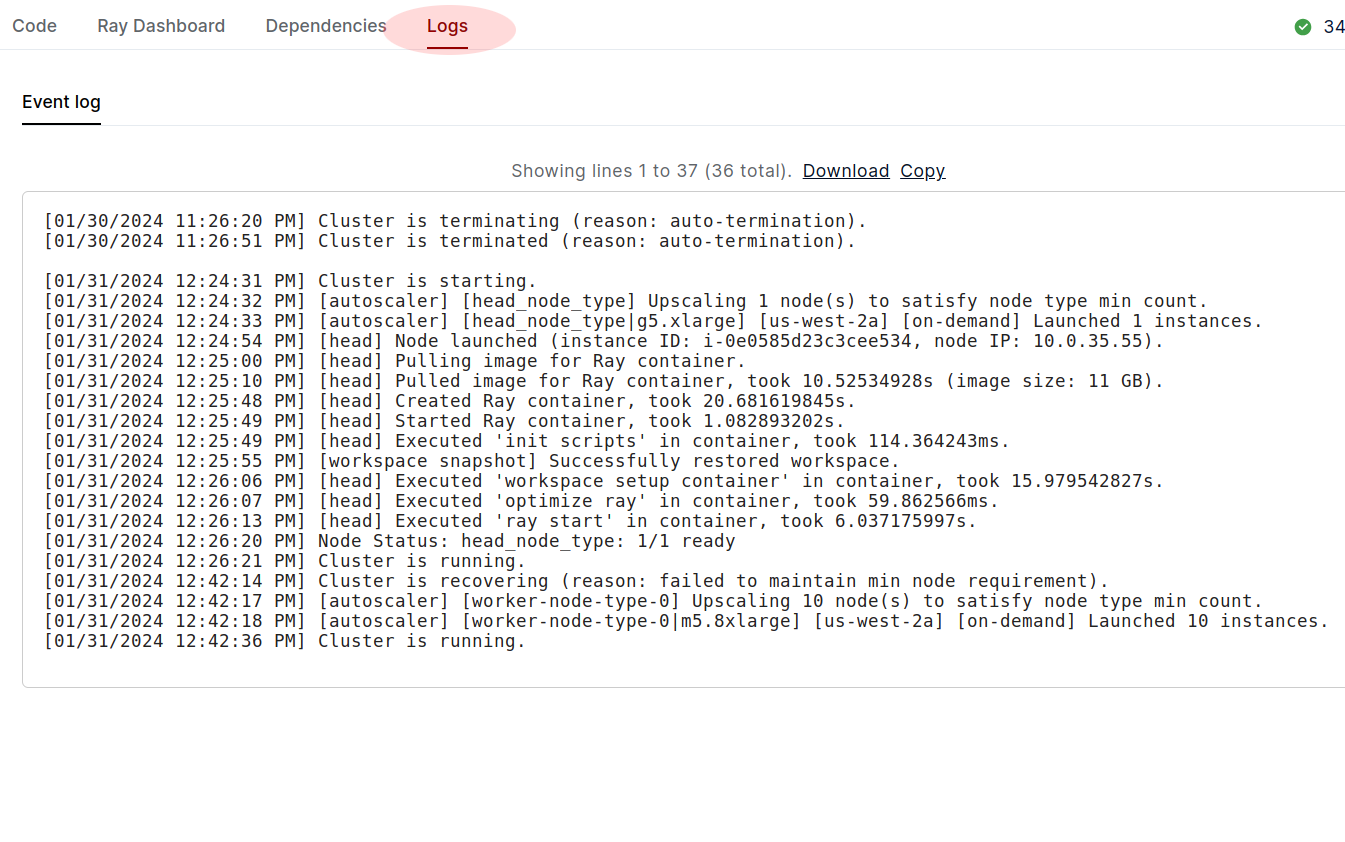 Code Ray Dashboard Dependencies Logs 34
Event log
Showing lines 1 to 37 (36 total). Download Copy
[01/30/2024 11:26:20 PM] Cluster is terminating (reason: auto-termination).
[01/30/2024 11:26:51 PM] Cluster is terminated (reason: auto-termination).
[01/31/2024 12:24:31 PM] Cluster is starting.
[01/31/2024 12:24:32 PM] [autoscaler] [head_node_type] Upscaling 1 node(s) to satisfy node type min count.
[01/31/2024 12:24:33 PM] [autoscaler] [head_node_type|g5.xlarge] [us-west-2a] [on-demand] Launched 1 instances.
[01/31/2024 12:24:54 PM] [head] Node launched (instance ID: i-0e0585d23c3cee534, node IP: 10.0.35.55).
[01/31/2024 12:25:00 PM] [head] Pulling image for Ray container.
[01/31/2024 12:25:10 PM] [head] Pulled image for Ray container, took 10.52534928s (image size: 11 GB).
[01/31/2024 12:25:48 PM] [head] Created Ray container, took 20.681619845s.
[01/31/2024 12:25:49 PM] [head] Started Ray container, took 1.082893202s.
[01/31/2024 12:25:49 PM] [head] Executed 'init scripts' in container, took 114.364243ms.
[01/31/2024 12:25:55 PM] [workspace snapshot] Successfully restored workspace.
[01/31/2024 12:26:06 PM] [head] Executed 'workspace setup container' in container, took 15.979542827s.
[01/31/2024 12:26:07 PM] [head] Executed 'optimize ray' in container, took 59.862566ms.
[01/31/2024 12:26:13 PM] [head] Executed 'ray start' in container, took 6.037175997s.
[01/31/2024 12:26:20 PM] Node Status: head_node_type: 1/1 ready
[01/31/2024 12:26:21 PM] Cluster is running.
[01/31/2024 12:42:14 PM] Cluster is recovering (reason: failed to maintain min node requirement).
[01/31/2024 12:42:17 PM] [autoscaler] [worker-node-type-0] Upscaling 10 node(s) to satisfy node type min count.
[01/31/2024 12:42:18 PM] [autoscaler] [worker-node-type-0|m5.8xlarge] [us-west-2a] [on-demand] Launched 10 instances.
[01/31/2024 12:42:36 PM] Cluster is running.